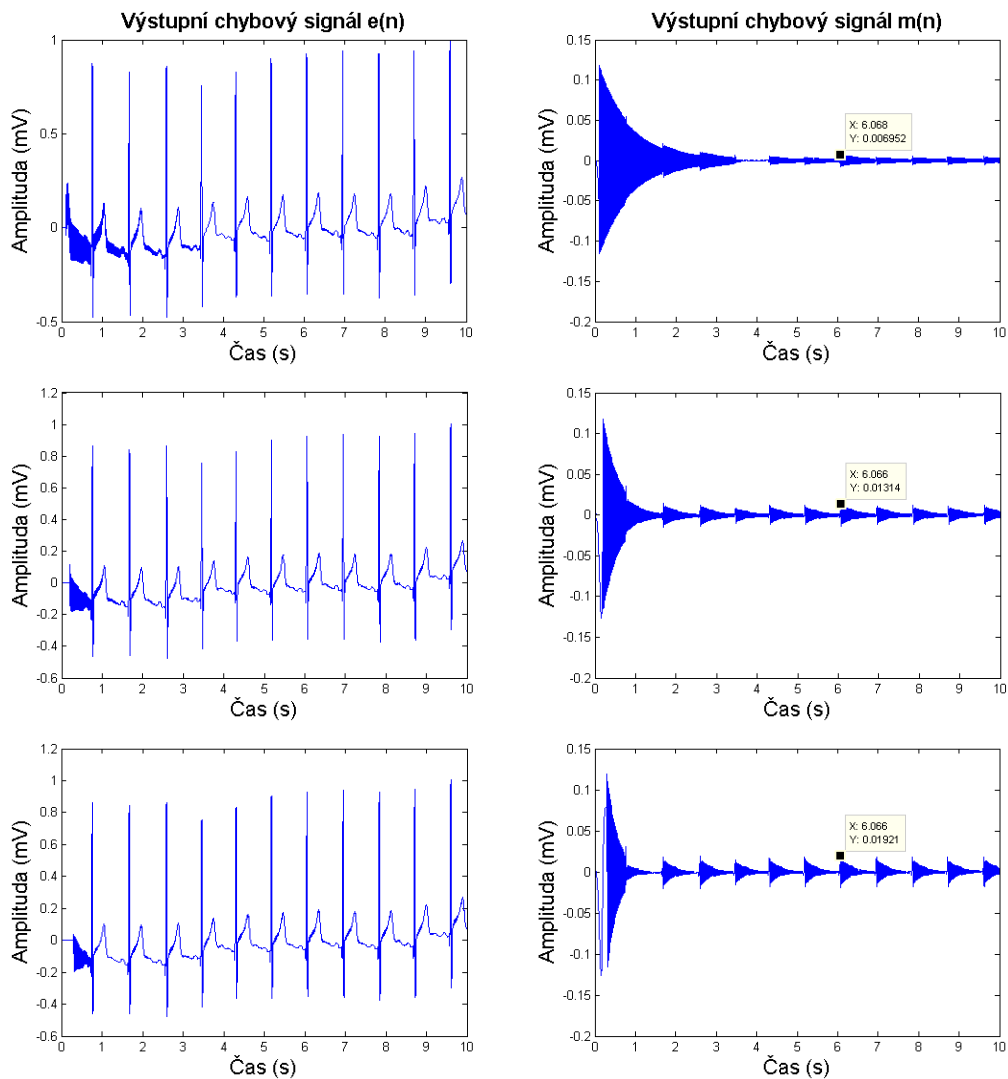 Výstupní chybový signál e(n)
Výstupní chybový signál m(n)
1
0.5
0
-0.5
Amplituda (mV)
0 1 2 3 4 5 6 7 8 9 10
Čas (s)
0.15
0.1
0.05
0
-0.05
-0.1
-0.15
-0.2
Amplituda (mV)
X: 6.068
Y: 0.006952
0 1 2 3 4 5 6 7 8 9 10
Čas (s)
1.2
1
0.8
0.6
0.4
0.2
0
-0.2
-0.4
-0.6
Amplituda (mV)
0 1 2 3 4 5 6 7 8 9 10
Čas (s)
0.15
0.1
0.05
0
-0.05
-0.1
-0.15
-0.2
Amplituda (mV)
X: 6.066
Y: 0.01314
0 1 2 3 4 5 6 7 8 9 10
Čas (s)
1.2
1
0.8
0.6
0.4
0.2
0
-0.2
-0.4
-0.6
Amplituda (mV)
0 1 2 3 4 5 6 7 8 9 10
Čas (s)
0.15
0.1
0.05
0
-0.05
-0.1
-0.15
-0.2
Amplituda (mV)
X: 6.066
Y: 0.01921
0 1 2 3 4 5 6 7 8 9 10
Čas (s)